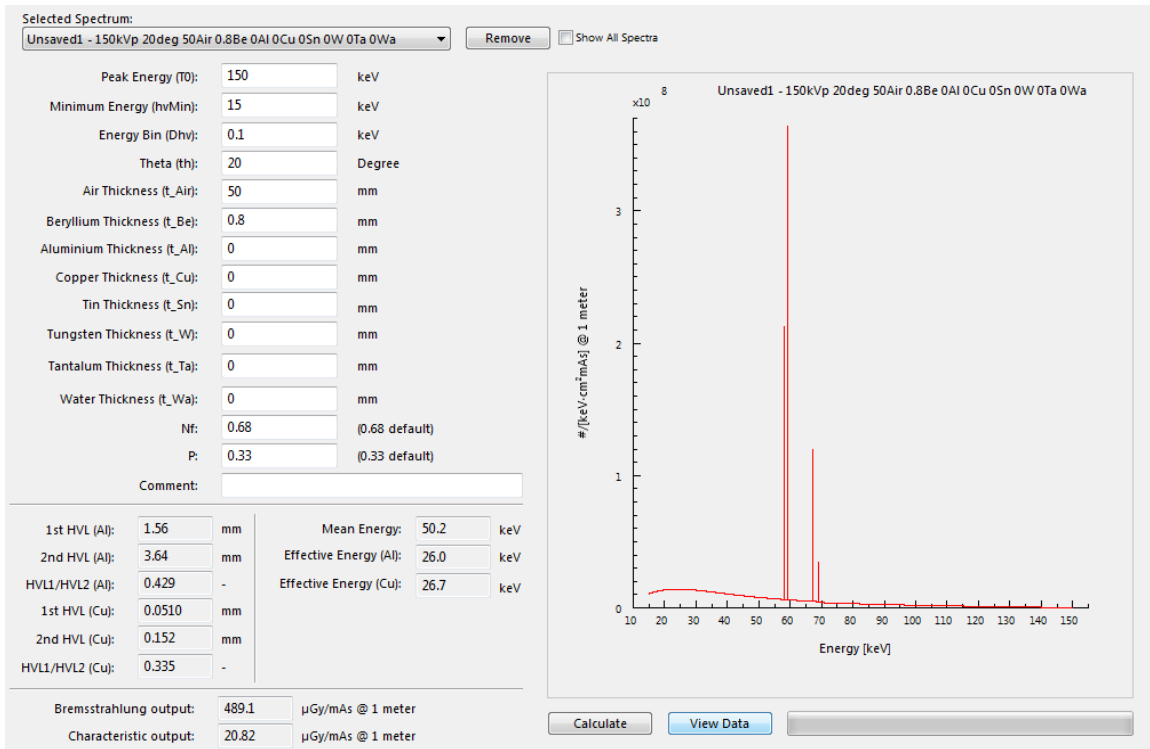 Selected Spectrum:
Unsaved1 - 150kVp 20deg 50Air 0.8Be 0Al 0Cu 0Sn 0W 0Ta 0Wa
Remove
Show All Spectra
Peak Energy (T0): 150 keV
Minimum Energy (hvMin): 15 keV
Energy Bin (Dhv): 0.1 keV
Theta (th): 20 Degree
Air Thickness (t_Air): 50 mm
Beryllium Thickness (t_Be): 0.8 mm
Aluminium Thickness (t_Al): 0 mm
Copper Thickness (t_Cu): 0 mm
Tin Thickness (t_Sn): 0 mm
Tungsten Thickness (t_W): 0 mm
Tantalum Thickness (t_Ta): 0 mm
Water Thickness (t_Wa): 0 mm
Nf: 0.68 (0.68 default)
P: 0.33 (0.33 default)
Comment:
1st HVL (Al): 1.56 mm
2nd HVL (Al): 3.64 mm
HVL1/HVL2 (Al): 0.429 -
1st HVL (Cu): 0.0510 mm
2nd HVL (Cu): 0.152 mm
HVL1/HVL2 (Cu): 0.335 -
Mean Energy: 50.2 keV
Effective Energy (Al): 26.0 keV
Effective Energy (Cu): 26.7 keV
Bremsstrahlung output: 489.1 µGy/mAs @ 1 meter
Characteristic output: 20.82 µGy/mAs @ 1 meter
x10 8
Unsaved1 - 150kVp 20deg 50Air 0.8Be 0Al 0Cu 0Sn 0W 0Ta 0Wa
#/[keV·cm²mAs] @ 1 meter
3
2
1
0
10 20 30 40 50 60 70 80 90 100 110 120 130 140 150
Energy [keV]
Calculate
View Data